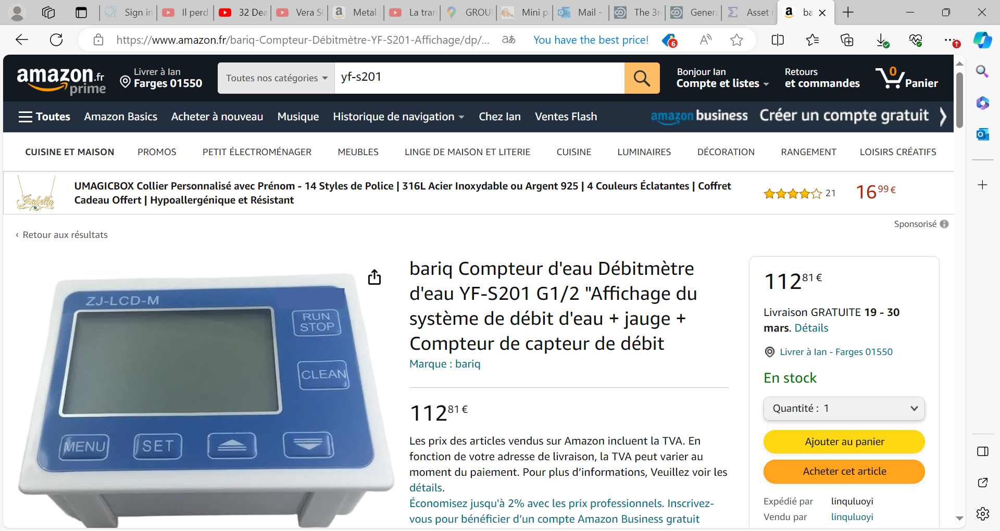 Sign in
Il perd
32 Dea
Vera S
Metal
La tran
GROUI
Mini p
Mail -
The 3r
Genera
Asset r
ba
https://www.amazon.fr/bariq-Compteur-Débitmètre-YF-S201-Affichage/dp/...
You have the best price!
6
amazon.fr
prime
Livrer à Ian
Farges 01550
Toutes nos catégories
yf-s201
Bonjour Ian
Compte et listes
Retours
et commandes
0
Panier
Toutes
Amazon Basics
Acheter à nouveau
Musique
Historique de navigation
Chez Ian
Ventes Flash
amazon business
Créer un compte gratuit
CUISINE ET MAISON
PROMOS
PETIT ÉLECTROMÉNAGER
MEUBLES
LINGE DE MAISON ET LITERIE
CUISINE
LUMINAIRES
DÉCORATION
RANGEMENT
LOISIRS CRÉATIFS
Isabella
UMAGICBOX Collier Personnalisé avec Prénom - 14 Styles de Police | 316L Acier Inoxydable ou Argent 925 | 4 Couleurs Éclatantes | Coffret
Cadeau Offert | Hypoallergénique et Résistant
21
16,99 €
Sponsorisé
‹ Retour aux résultats
ZJ-LCD-M
RUN
STOP
CLEAN
MENU
SET
bariq Compteur d'eau Débitmètre
d'eau YF-S201 G1/2 "Affichage du
système de débit d'eau + jauge +
Compteur de capteur de débit
Marque : bariq
112 81 €
Les prix des articles vendus sur Amazon incluent la TVA. En
fonction de votre adresse de livraison, la TVA peut varier au
moment du paiement. Pour plus d’informations, Veuillez voir les
détails.
Économisez jusqu'à 2% avec les prix professionnels. Inscrivez-
vous pour bénéficier d’un compte Amazon Business gratuit
112 81 €
Livraison GRATUITE 19 - 30
mars. Détails
Livrer à Ian - Farges 01550
En stock
Quantité : 1
Ajouter au panier
Acheter cet article
Expédié par linquluoyi
Vendu par linquluoyi